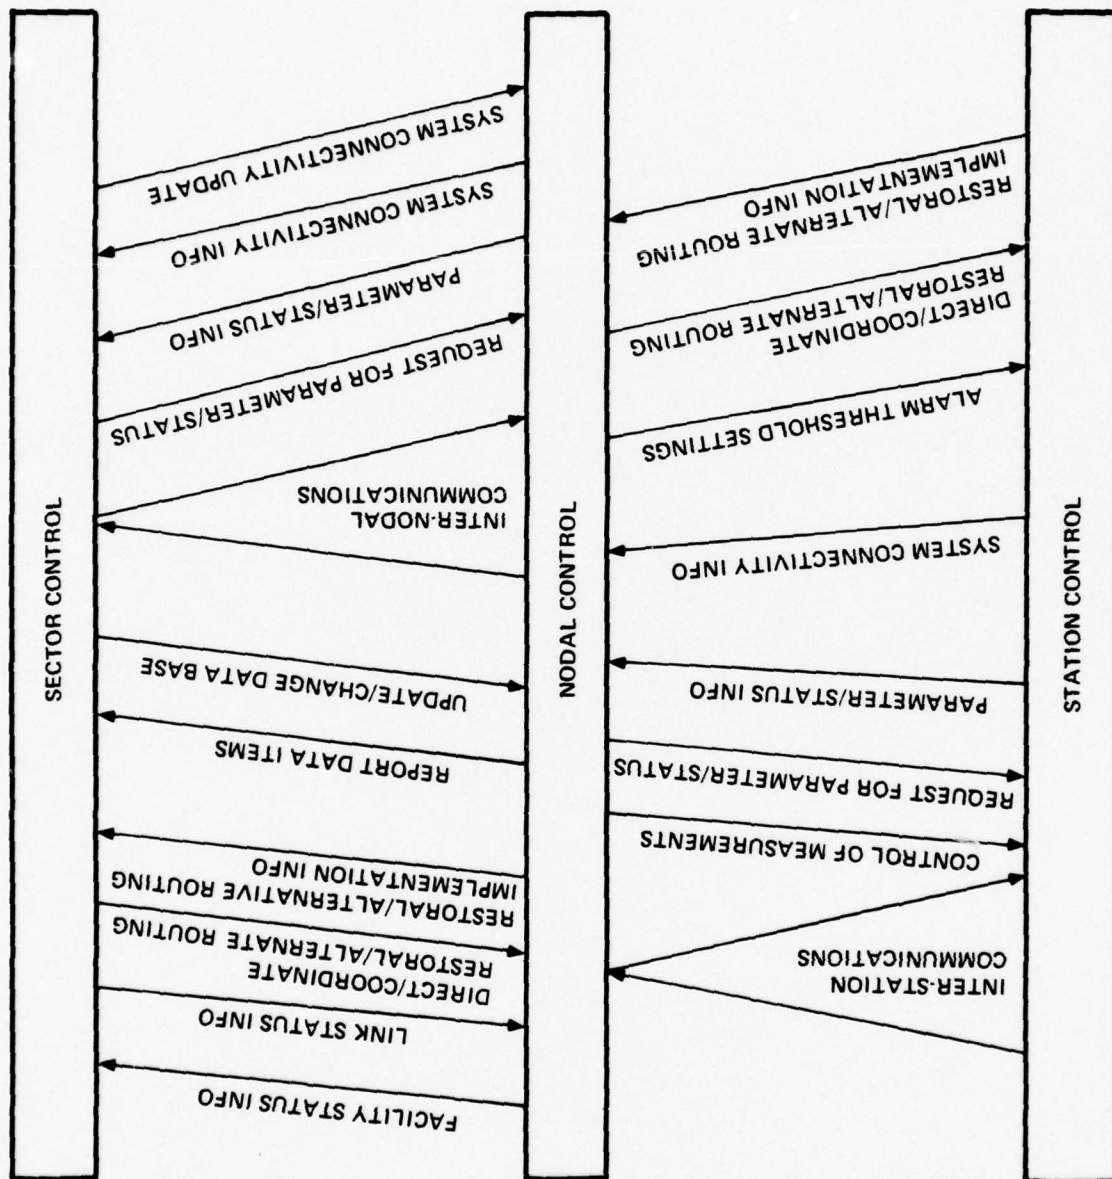 SECTOR CONTROL
FACILITY STATUS INFO
LINK STATUS INFO
DIRECT/COORDINATE
RESTORAL/ALTERNATE ROUTING
RESTORAL/ALTERNATIVE ROUTING
IMPLEMENTATION INFO
REPORT DATA ITEMS
UPDATE/CHANGE DATA BASE
INTER-NODAL
COMMUNICATIONS
REQUEST FOR PARAMETER/STATUS
PARAMETER/STATUS INFO
SYSTEM CONNECTIVITY INFO
SYSTEM CONNECTIVITY UPDATE
NODAL CONTROL
INTER-STATION
COMMUNICATIONS
CONTROL OF MEASUREMENTS
REQUEST FOR PARAMETER/STATUS
PARAMETER/STATUS INFO
SYSTEM CONNECTIVITY INFO
ALARM THRESHOLD SETTINGS
DIRECT/COORDINATE
RESTORAL/ALTERNATE ROUTING
RESTORAL/ALTERNATE ROUTING
IMPLEMENTATION INFO
STATION CONTROL